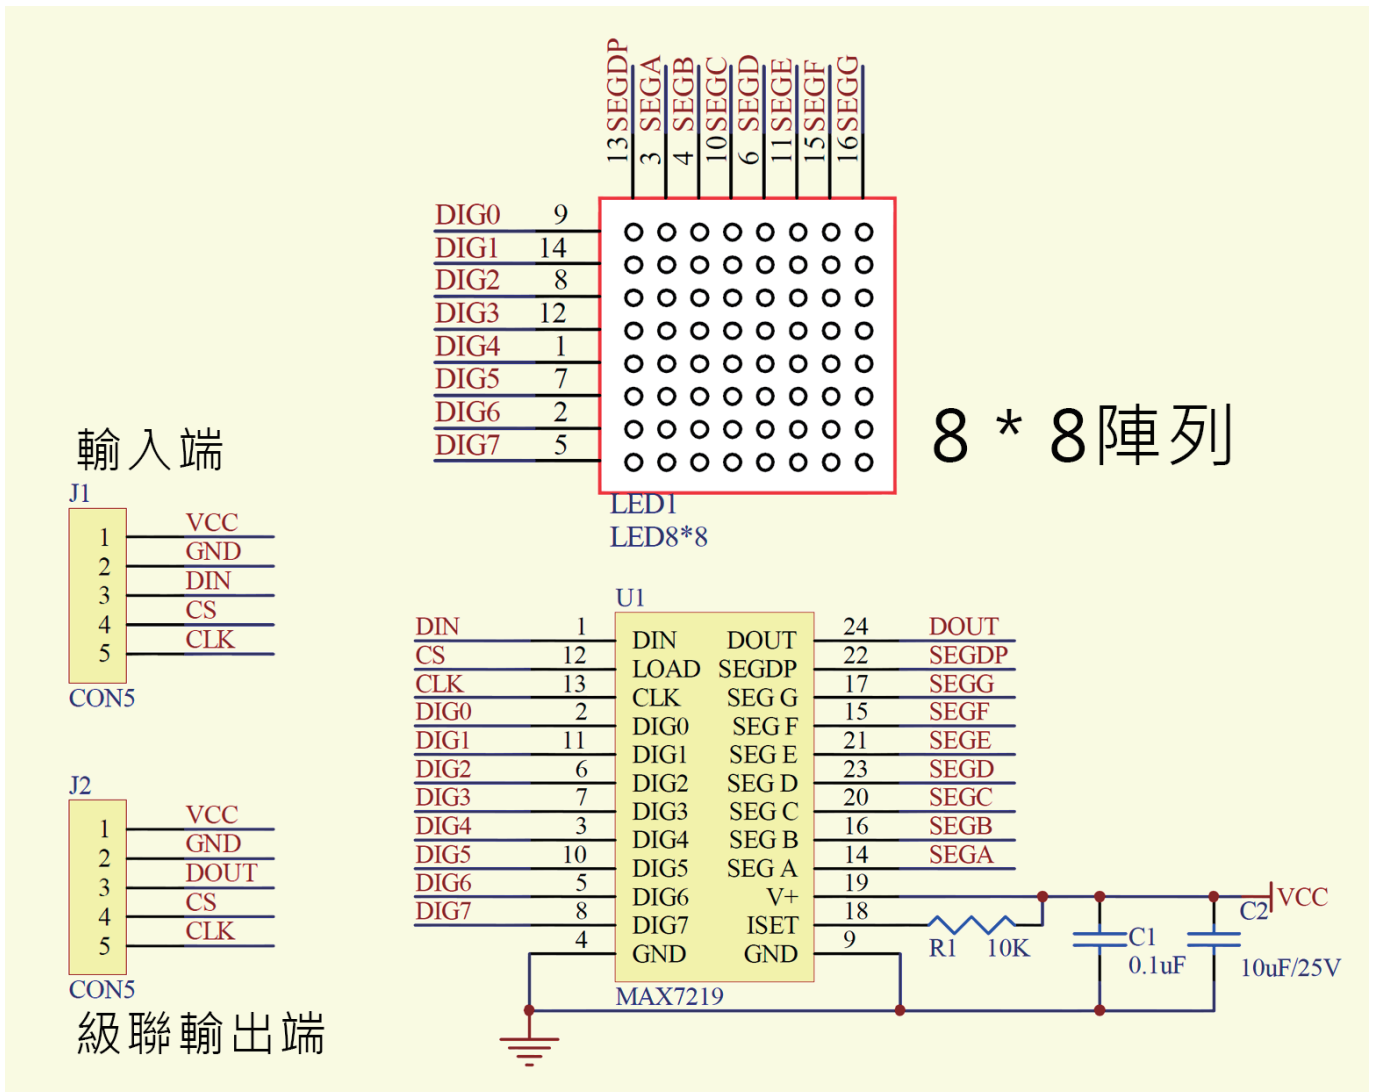 SEGDP
SEGA
SEGB
SEGC
SEGD
SEGE
SEGF
SEGG
13
3
4
10
6
11
15
16
DIG0 9
DIG1 14
DIG2 8
DIG3 12
DIG4 1
DIG5 7
DIG6 2
DIG7 5
LED1
LED8*8
8 * 8陣列
輸入端
J1
1 VCC
2 GND
3 DIN
4 CS
5 CLK
CON5
J2
1 VCC
2 GND
3 DOUT
4 CS
5 CLK
CON5
級聯輸出端
U1
DIN 1 DIN DOUT 24 DOUT
CS 12 LOAD SEGDP 22 SEGDP
CLK 13 CLK SEG G 17 SEGG
DIG0 2 DIG0 SEG F 15 SEGF
DIG1 11 DIG1 SEG E 21 SEGE
DIG2 6 DIG2 SEG D 23 SEGD
DIG3 7 DIG3 SEG C 20 SEGC
DIG4 3 DIG4 SEG B 16 SEGB
DIG5 10 DIG5 SEG A 14 SEGA
DIG6 5 DIG6 V+ 19
DIG7 8 DIG7 ISET 18
4 GND GND 9
MAX7219
R1 10K
C1
0.1uF
C2
10uF/25V
VCC